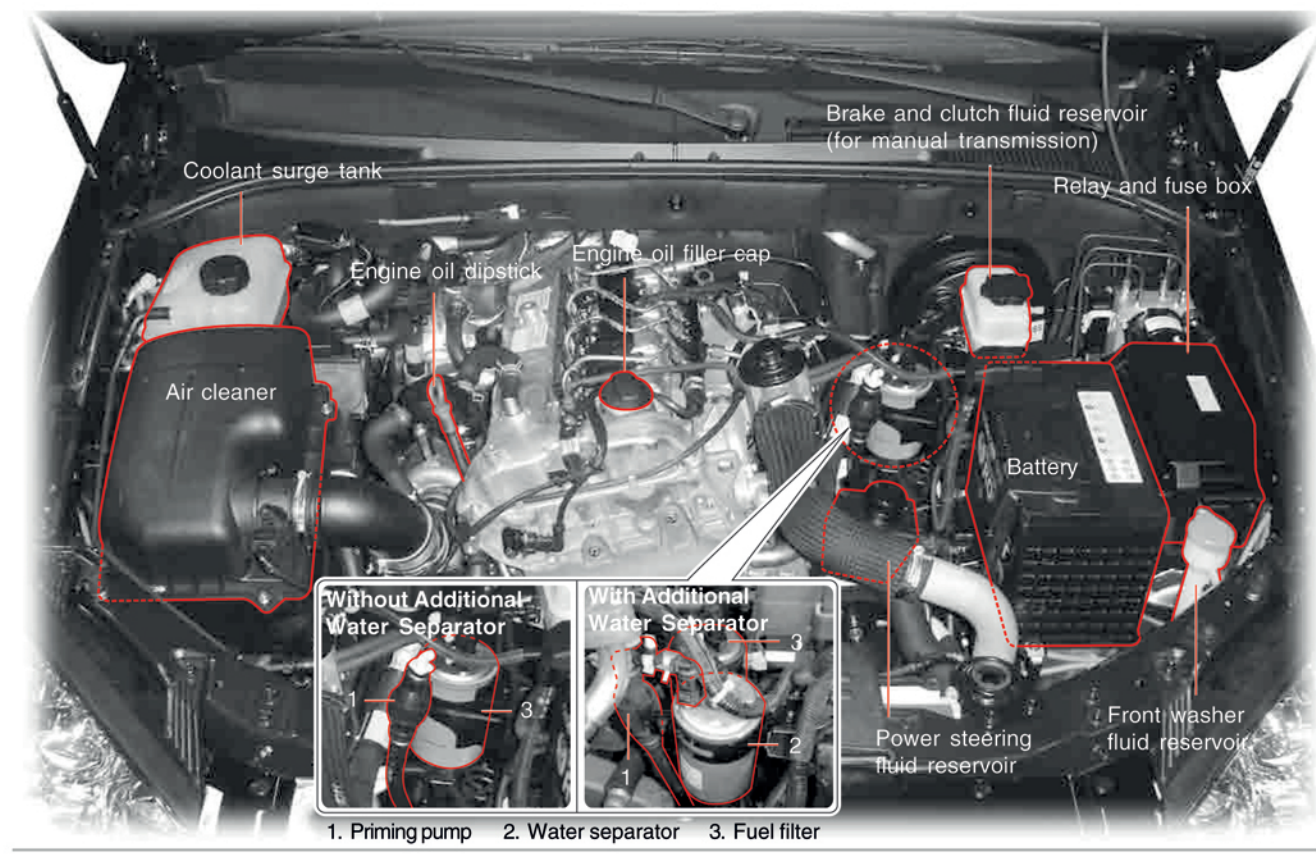 Brake and clutch fluid reservoir
(for manual transmission)
Coolant surge tank
Relay and fuse box
Engine oil dipstick
Engine oil filler cap
Air cleaner
Battery
Without Additional
Water Separator
With Additional
Water Separator
3
1
3
2
1
Power steering
fluid reservoir
Front washer
fluid reservoir
1. Priming pump 2. Water separator 3. Fuel filter